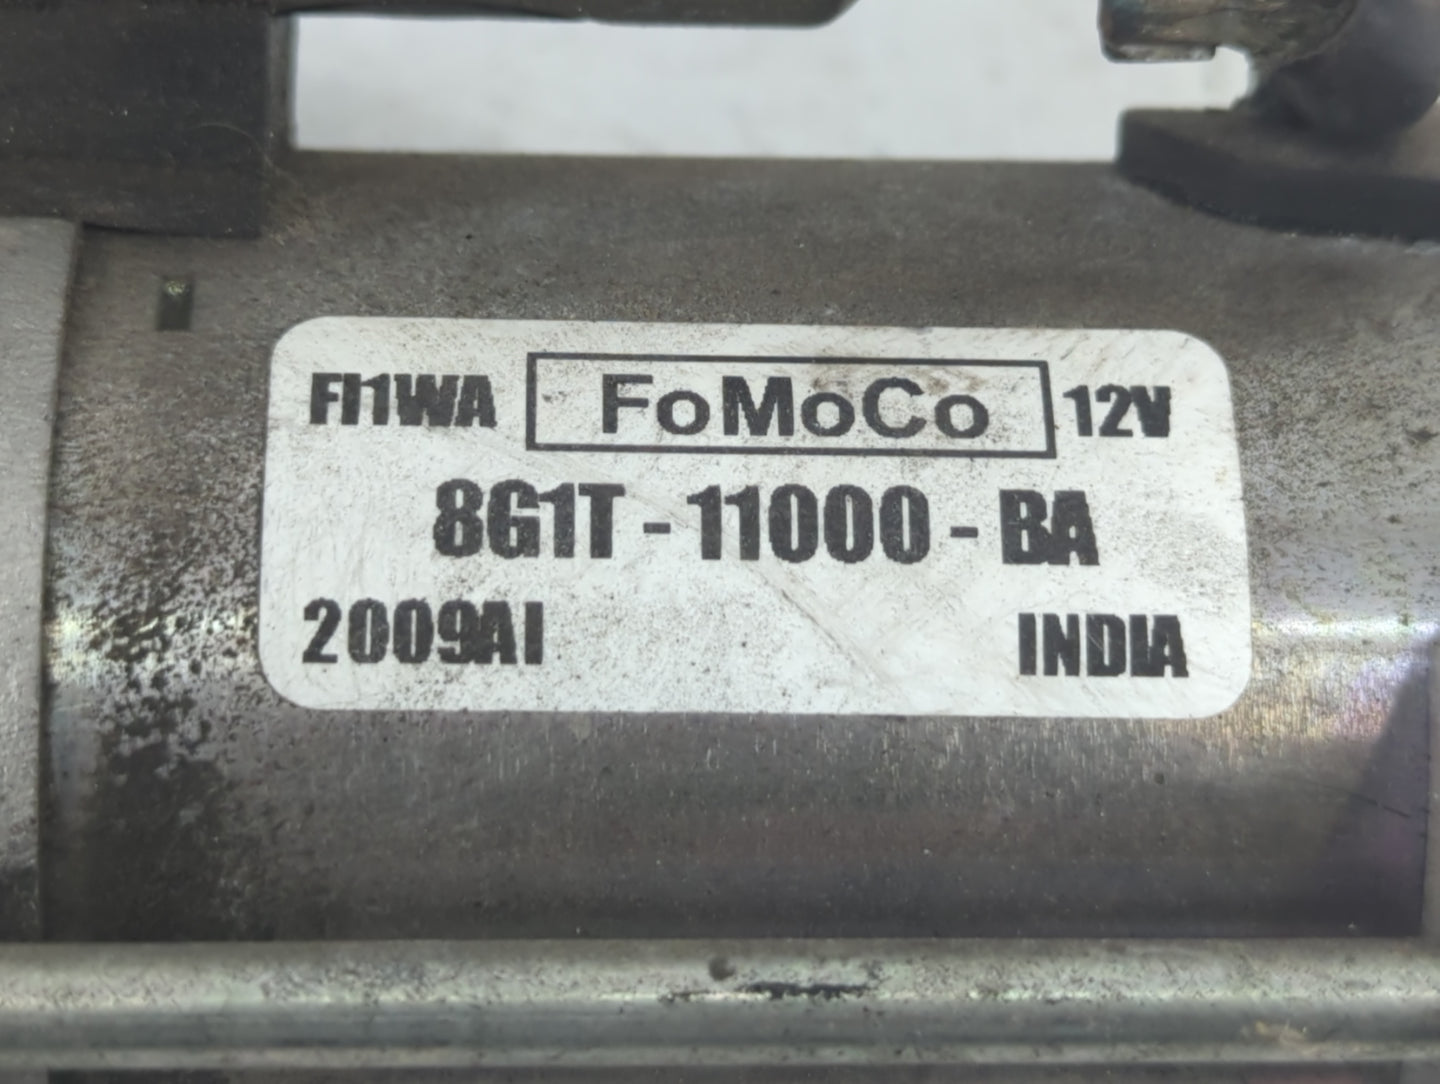 FI1WA FoMoCo 12V
8G1T - 11000 - BA
2009AI INDIA